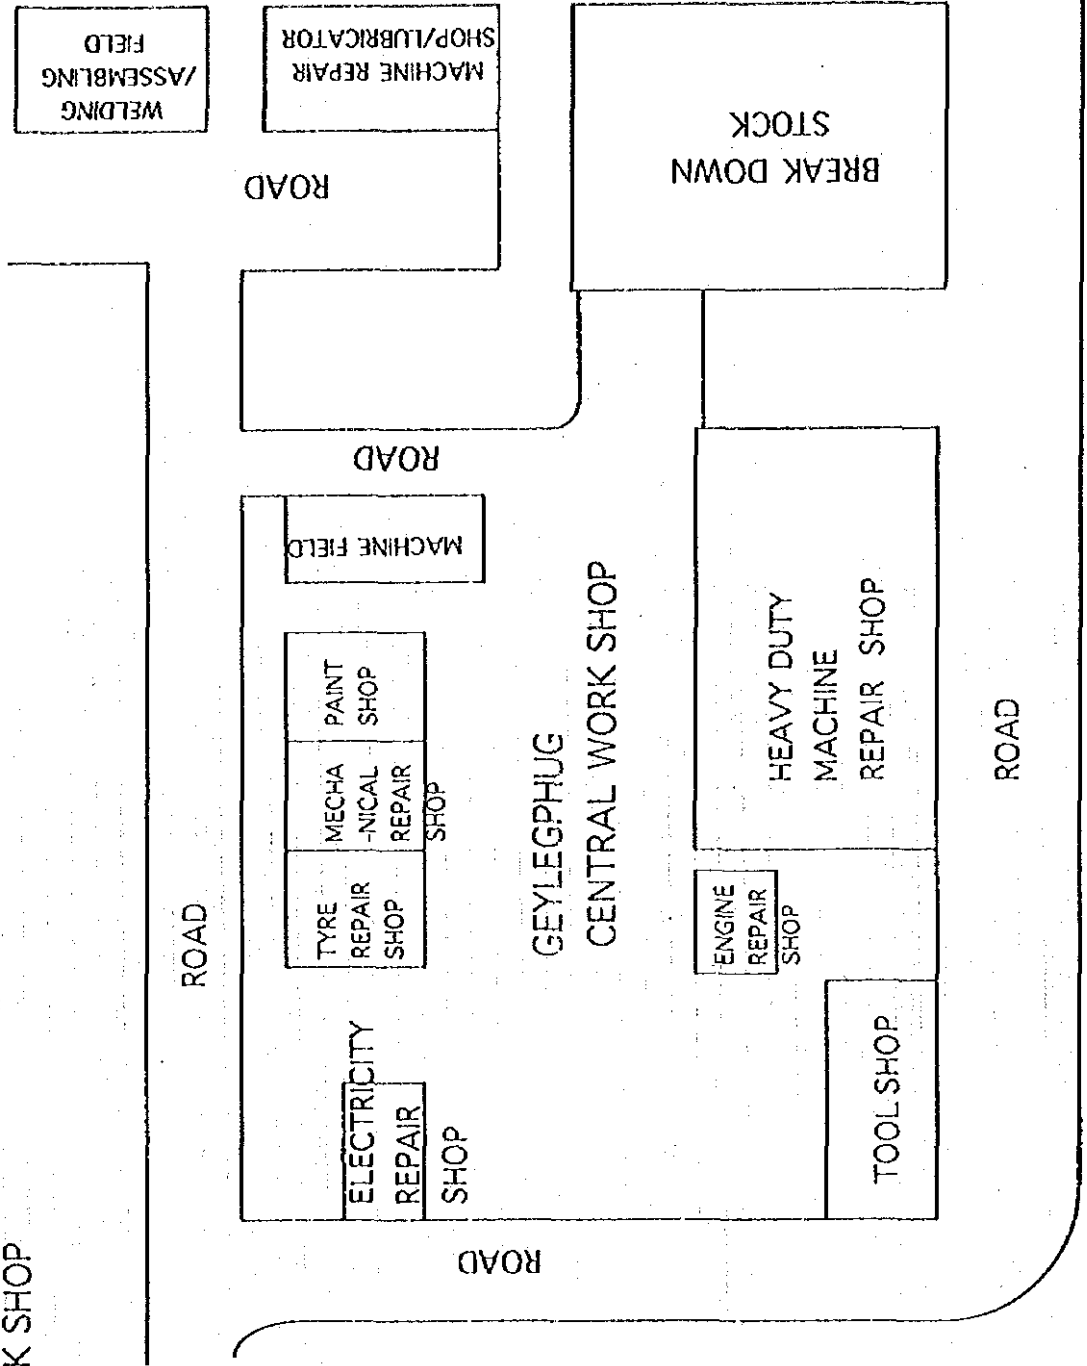 K SHOP
WELDING
/ASSEMBLING
FIELD
MACHINE REPAIR
SHOP/LUBRICATOR
ROAD
BREAK DOWN
STOCK
ROAD
MACHINE FIELD
PAINT
SHOP
MECHA
-NICAL
REPAIR
SHOP
TYRE
REPAIR
SHOP
ROAD
GEYLEGPHUG
CENTRAL WORK SHOP
HEAVY DUTY
MACHINE
REPAIR SHOP
ENGINE
REPAIR
SHOP
ROAD
ELECTRICITY
REPAIR
SHOP
TOOL SHOP
ROAD